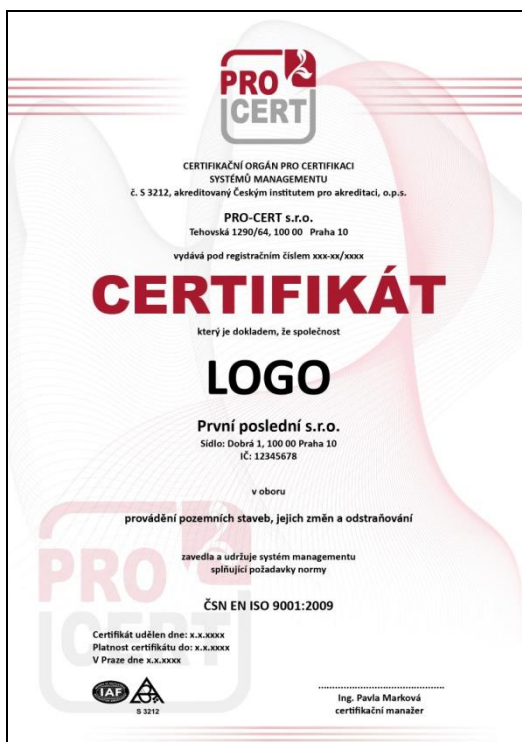 PRO
CERT
CERTIFIKAČNÍ ORGÁN PRO CERTIFIKACI
SYSTÉMŮ MANAGEMENTU
č. S 3212, akreditovaný Českým institutem pro akreditaci, o.p.s.
PRO-CERT s.r.o.
Tehovská 1290/64, 100 00 Praha 10
vydává pod registračním číslem xxx-xx/xxxx
CERTIFIKÁT
který je dokladem, že společnost
LOGO
První poslední s.r.o.
Sídlo: Dobrá 1, 100 00 Praha 10
IČ: 12345678
v oboru
provádění pozemních staveb, jejich změn a odstraňování
zavedla a udržuje systém managementu
splňující požadavky normy
PRO
CERT
ČSN EN ISO 9001:2009
Certifikát udělen dne: x.x.xxxx
Platnost certifikátu do: x.x.xxxx
V Praze dne x.x.xxxx
IAF
S 3212
Ing. Pavla Marková
certifikační manažer